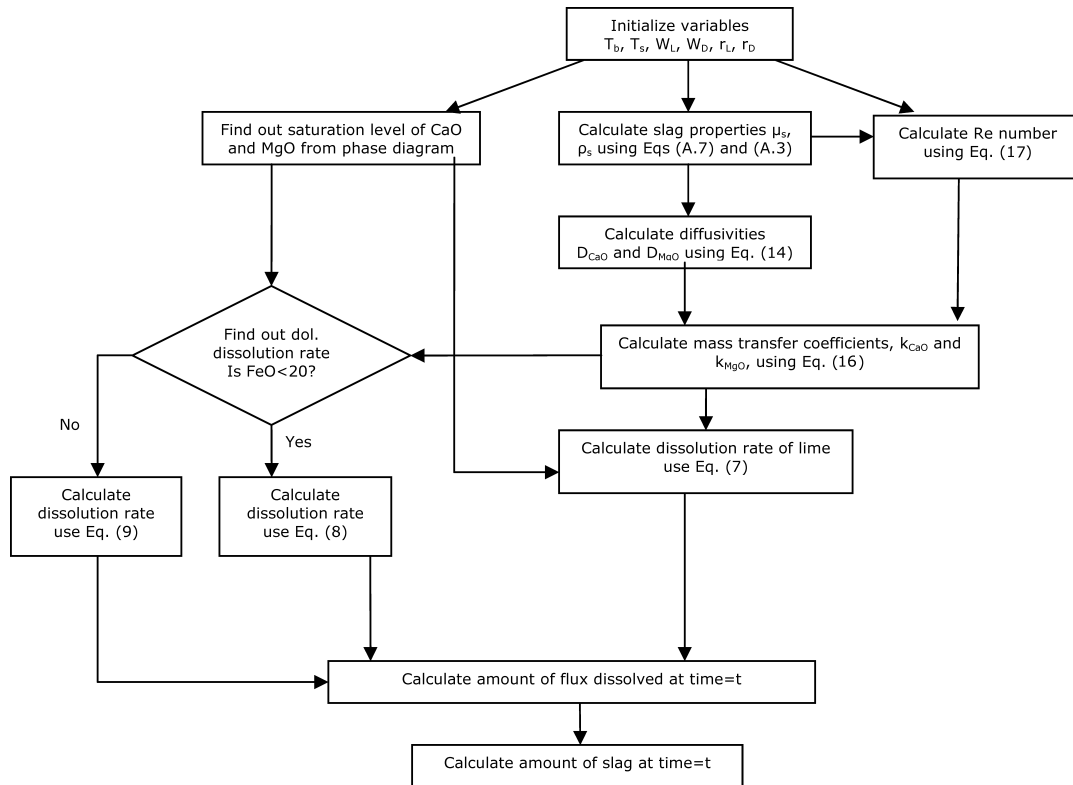 Initialize variables
T_b, T_s, W_L, W_D, r_L, r_D
Find out saturation level of CaO
and MgO from phase diagram
Calculate slag properties μ_s,
ρ_s using Eqs (A.7) and (A.3)
Calculate Re number
using Eq. (17)
Calculate diffusivities
D_CaO and D_MgO using Eq. (14)
Find out dol.
dissolution rate
Is FeO<20?
Calculate mass transfer coefficients, k_CaO and
k_MgO, using Eq. (16)
No
Yes
Calculate dissolution rate of lime
use Eq. (7)
Calculate
dissolution rate
use Eq. (9)
Calculate
dissolution rate
use Eq. (8)
Calculate amount of flux dissolved at time=t
Calculate amount of slag at time=t